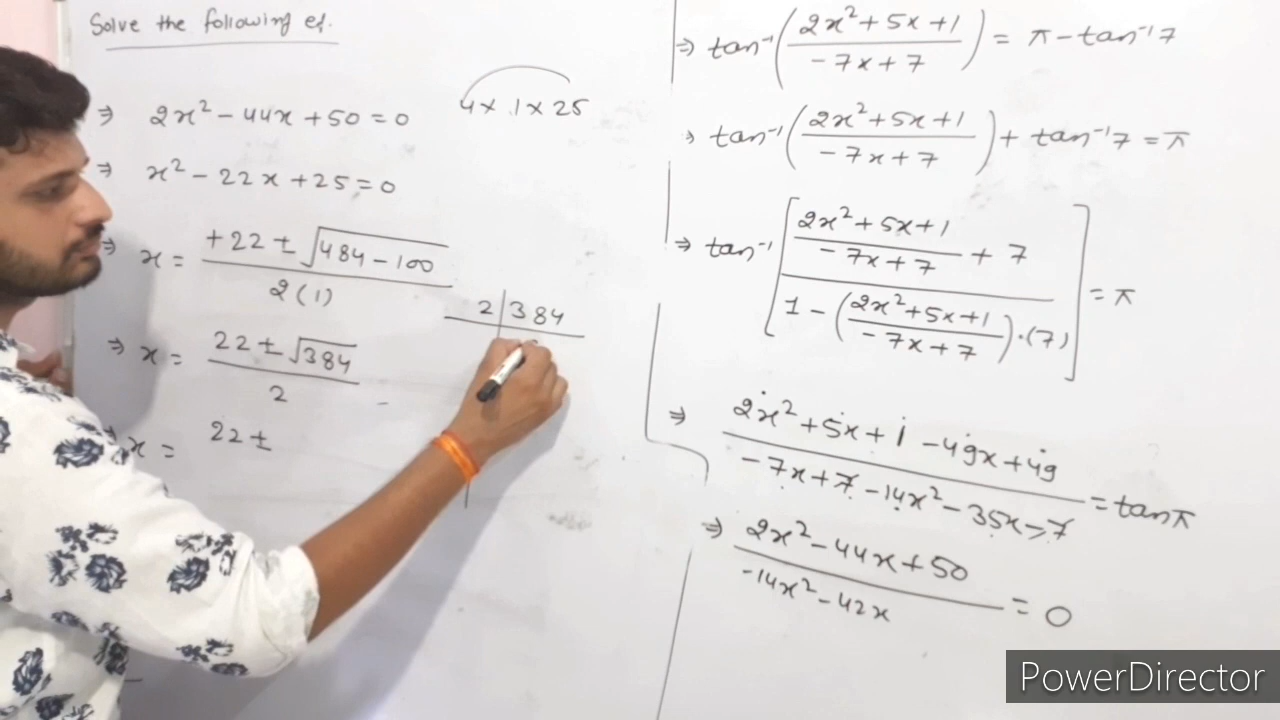 Solve the following eq.
⇒ 2x² - 44x + 50 = 0
4 × 1 × 25
⇒ x² - 22x + 25 = 0
⇒ x = (+22 ± √(484 - 100)) / 2(1)
⇒ x = (22 ± √384) / 2
x = 22 ±
2 | 384
⇒ tan⁻¹((2x² + 5x + 1) / (-7x + 7)) = π - tan⁻¹7
⇒ tan⁻¹((2x² + 5x + 1) / (-7x + 7)) + tan⁻¹7 = π
⇒ tan⁻¹[((2x² + 5x + 1) / (-7x + 7) + 7) / (1 - ((2x² + 5x + 1) / (-7x + 7)).(7))] = π
⇒ (2x² + 5x + 1 - 49x + 49) / (-7x + 7 - 14x² - 35x - 7) = tanπ
⇒ (2x² - 44x + 50) / (-14x² - 42x) = 0
PowerDirector